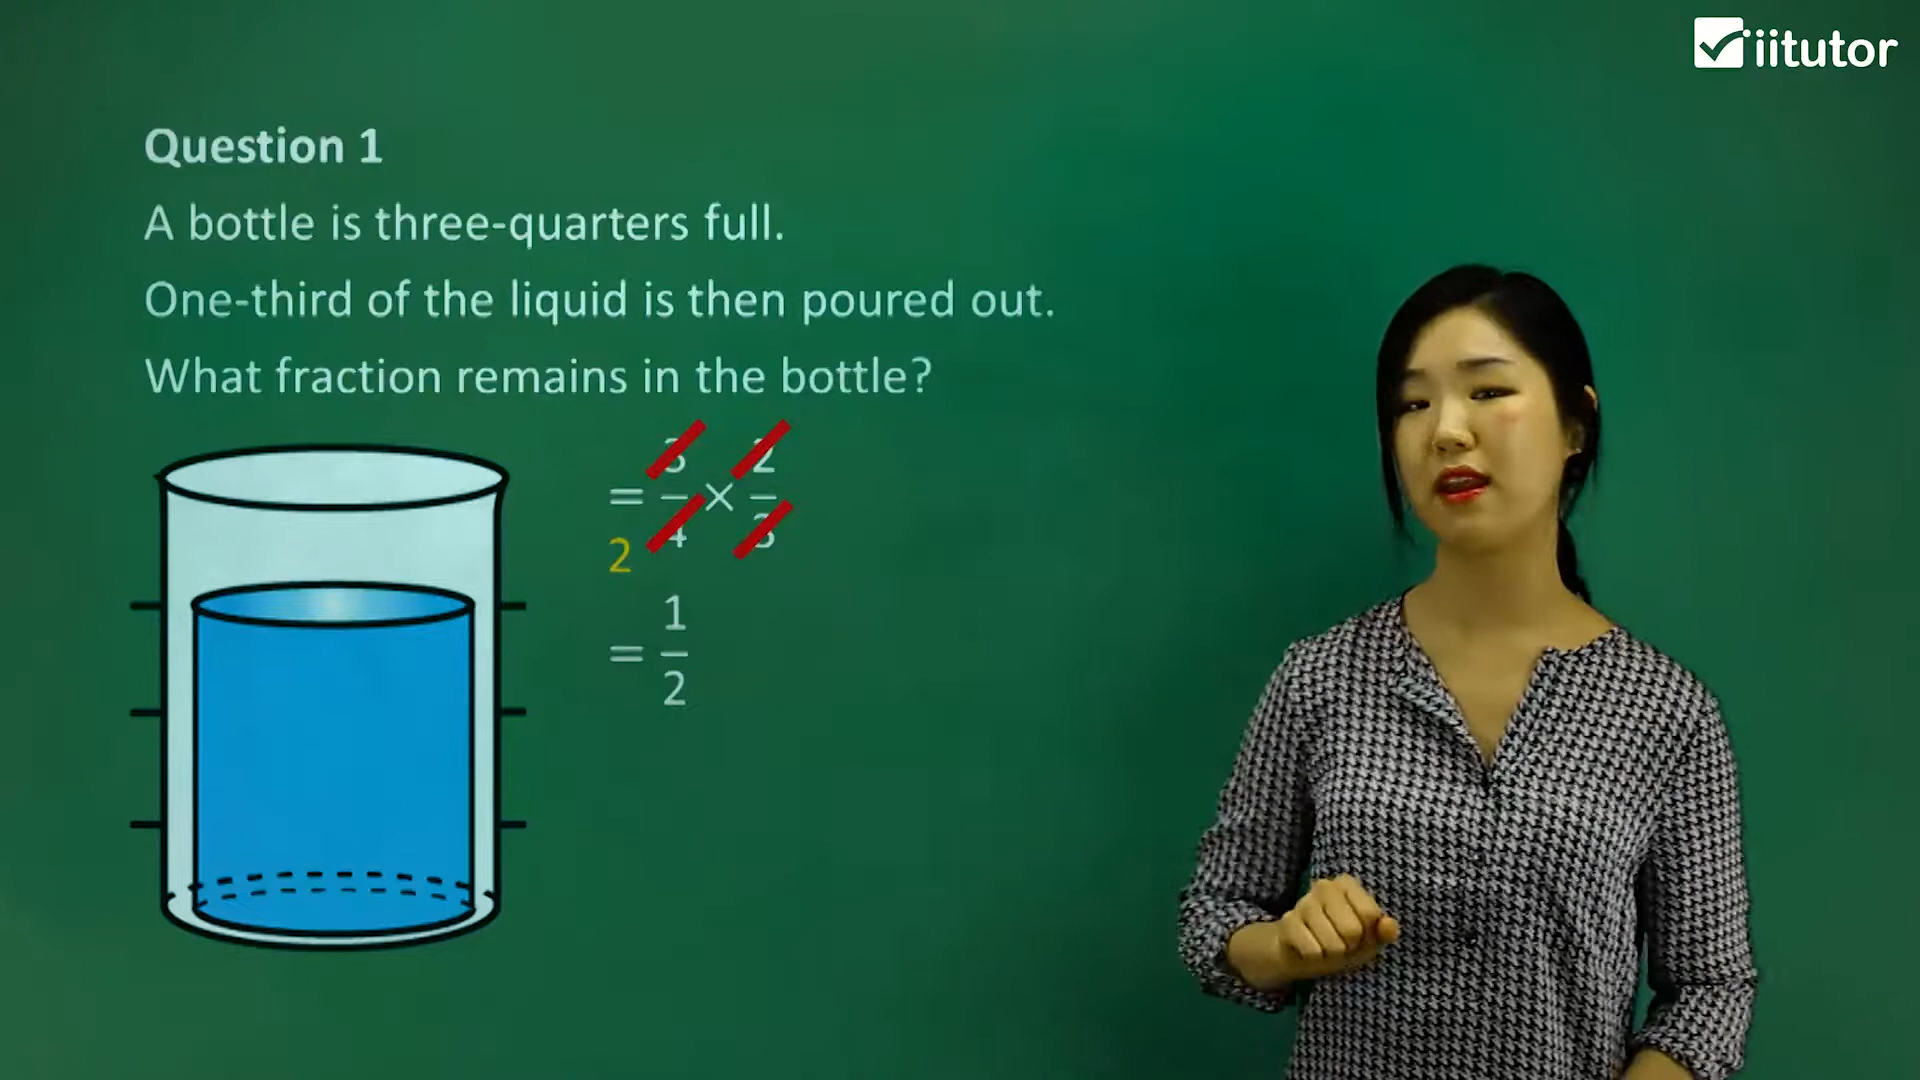 iitutor
Question 1
A bottle is three-quarters full.
One-third of the liquid is then poured out.
What fraction remains in the bottle?
= 3/4 × 2/3
2
= 1/2